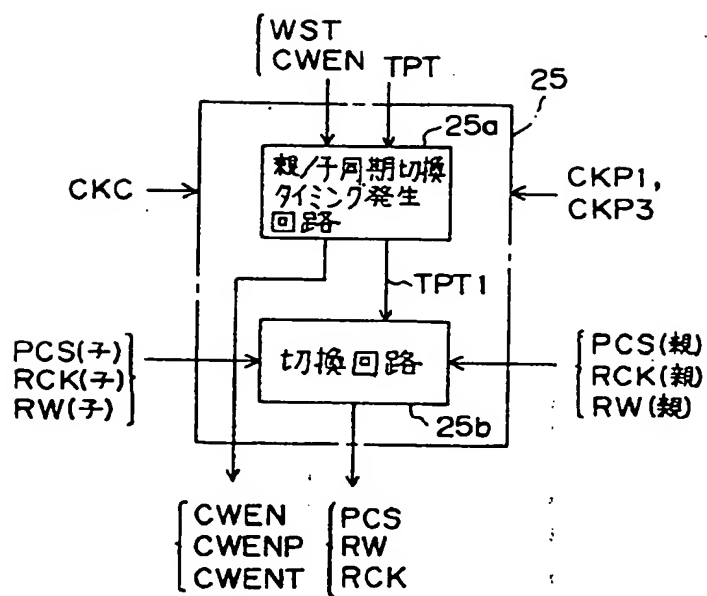 WST
CWEN
TPT
25
25a
親/子同期切換
タイミング発生
回路
CKC
CKP1,
CKP3
TPT1
PCS(子)
RCK(子)
RW(子)
切換回路
PCS(親)
RCK(親)
RW(親)
25b
CWEN
CWENP
CWENT
PCS
RW
RCK